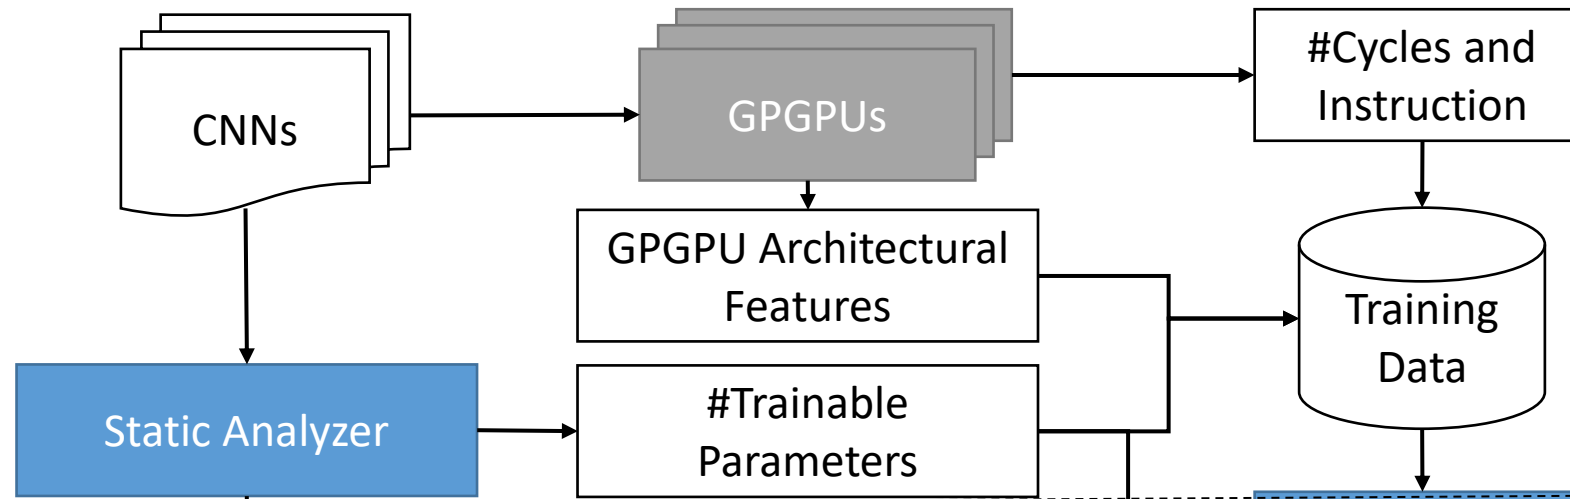 #Cycles and
Instruction
CNNs
GPGPUs
GPGPU Architectural
Features
Training
Data
Static Analyzer
#Trainable
Parameters